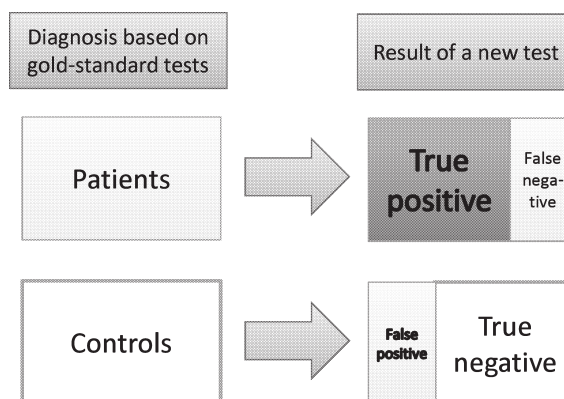 Diagnosis based on
gold-standard tests
Result of a new test
Patients
True
positive
False
nega-
tive
Controls
False
positive
True
negative